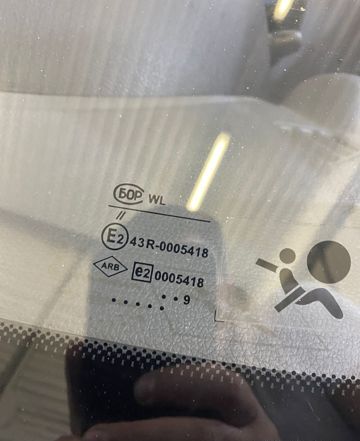 БОР WL
//
E2 43R-0005418
ARB e2 0005418
. . . . . . . 9